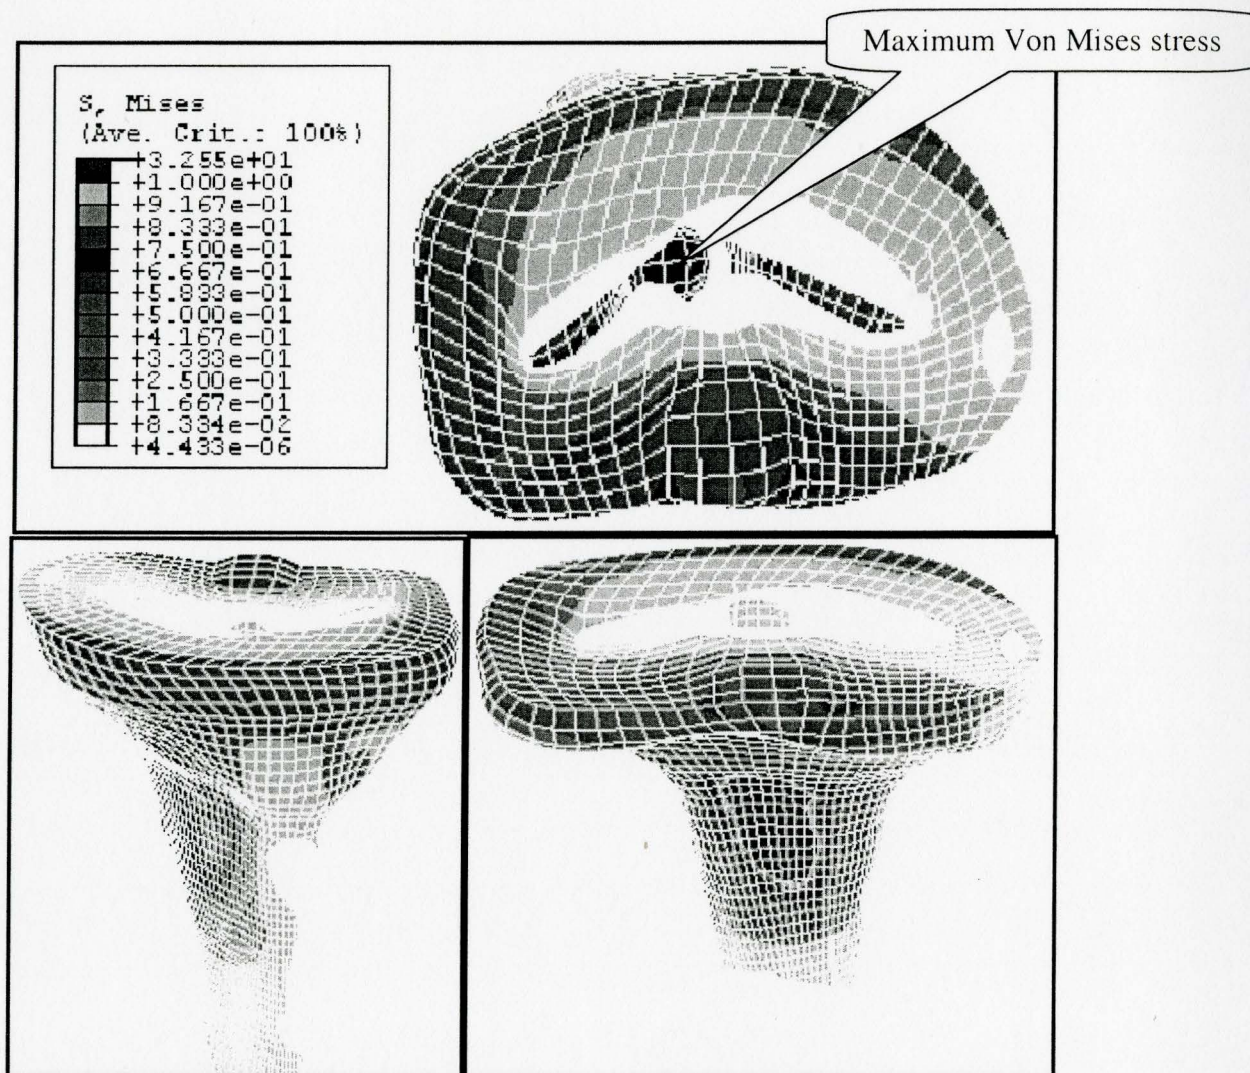 Maximum Von Mises stress
S, Mises
(Ave. Crit.: 100%)
+3.255e+01
+1.000e+00
+9.167e-01
+8.333e-01
+7.500e-01
+6.667e-01
+5.833e-01
+5.000e-01
+4.167e-01
+3.333e-01
+2.500e-01
+1.667e-01
+8.334e-02
+4.433e-06